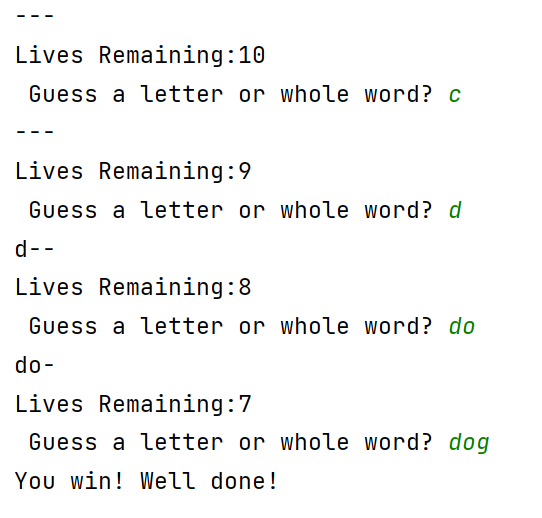 ---
Lives Remaining:10
 Guess a letter or whole word? c
---
Lives Remaining:9
 Guess a letter or whole word? d
d--
Lives Remaining:8
 Guess a letter or whole word? do
do-
Lives Remaining:7
 Guess a letter or whole word? dog
You win! Well done!